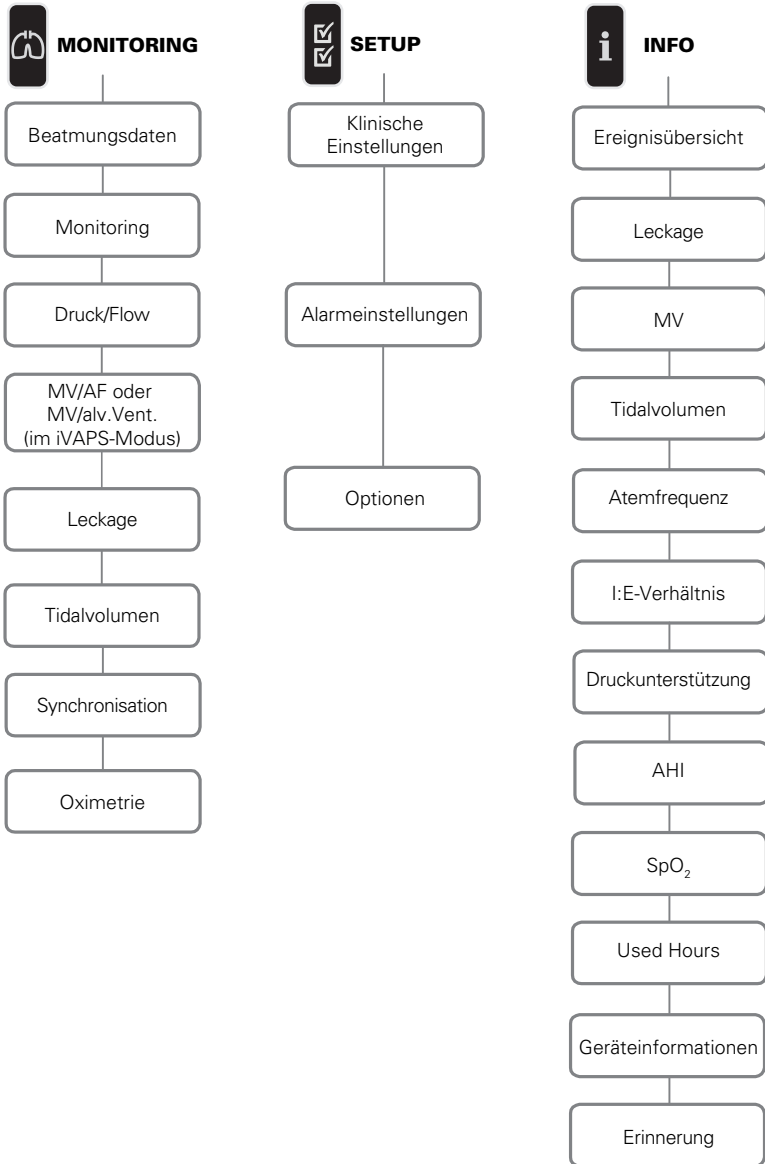 MONITORING
Beatmungsdaten
Monitoring
Druck/Flow
MV/AF oder
MV/alv.Vent.
(im iVAPS-Modus)
Leckage
Tidalvolumen
Synchronisation
Oximetrie
SETUP
Klinische
Einstellungen
Alarmeinstellungen
Optionen
i
INFO
Ereignisübersicht
Leckage
MV
Tidalvolumen
Atemfrequenz
I:E-Verhältnis
Druckunterstützung
AHI
SpO₂
Used Hours
Geräteinformationen
Erinnerung